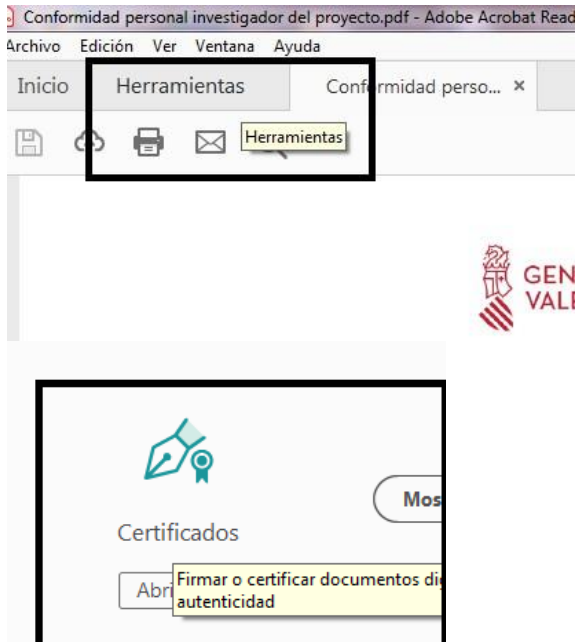 Conformidad personal investigador del proyecto.pdf - Adobe Acrobat Read
Archivo Edición Ver Ventana Ayuda
Inicio Herramientas Conformidad perso... ×
Herramientas
GEN
VALE
Certificados
Mos
Abri
Firmar o certificar documentos di
autenticidad